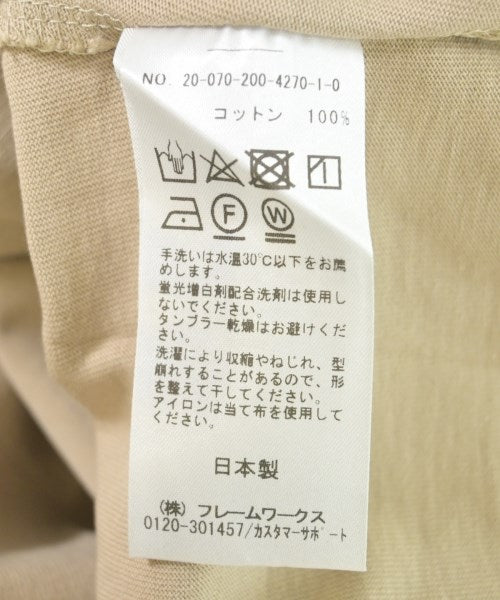 NO. 20-070-200-4270-1-0
コットン 100%
F W
手洗いは水温30℃以下をお薦
めします。
蛍光増白剤配合洗剤は使用し
ないでください。
タンブラー乾燥はお避けくだ
さい。
洗濯により収縮やねじれ、型
崩れすることがあるので、形
を整えて干してください。
アイロンは当て布を使用して
ください。
日本製
(株) フレームワークス
0120-301457/カスタマーサポート